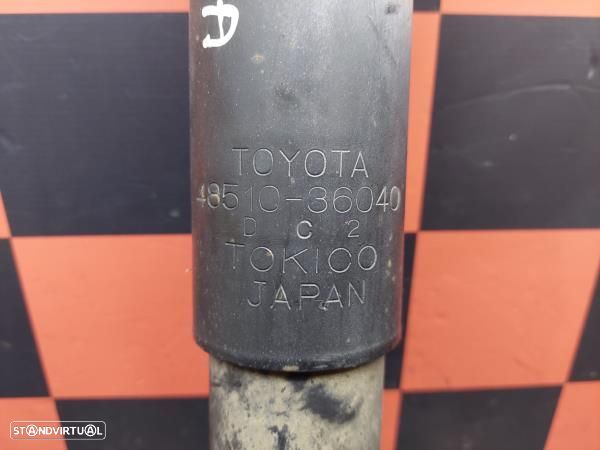 TOYOTA
48510-36040
D C 2
TOKICO
JAPAN
STANDVIRTUAL